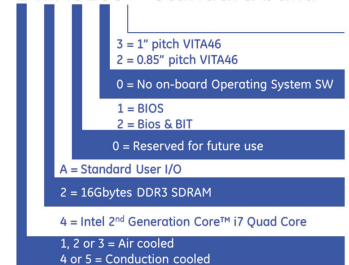 3 = 1" pitch VITA46
2 = 0.85" pitch VITA46
0 = No on-board Operating System SW
1 = BIOS
2 = Bios & BIT
0 = Reserved for future use
A = Standard User I/O
2 = 16Gbytes DDR3 SDRAM
4 = Intel 2nd Generation Core™ i7 Quad Core
1, 2 or 3 = Air cooled
4 or 5 = Conduction cooled